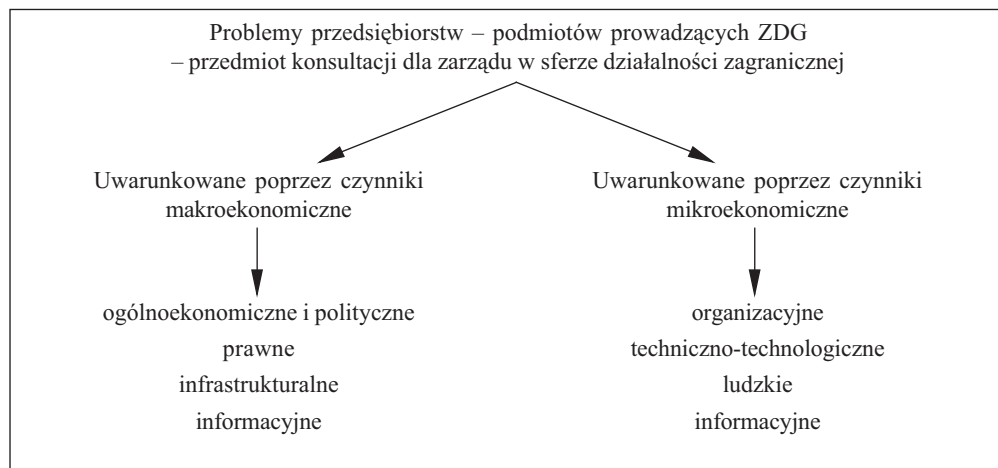 Problemy przedsiębiorstw – podmiotów prowadzących ZDG
– przedmiot konsultacji dla zarządu w sferze działalności zagranicznej
Uwarunkowane poprzez czynniki
makroekonomiczne
ogólnoekonomiczne i polityczne
prawne
infrastrukturalne
informacyjne
Uwarunkowane poprzez czynniki
mikroekonomiczne
organizacyjne
techniczno-technologiczne
ludzkie
informacyjne